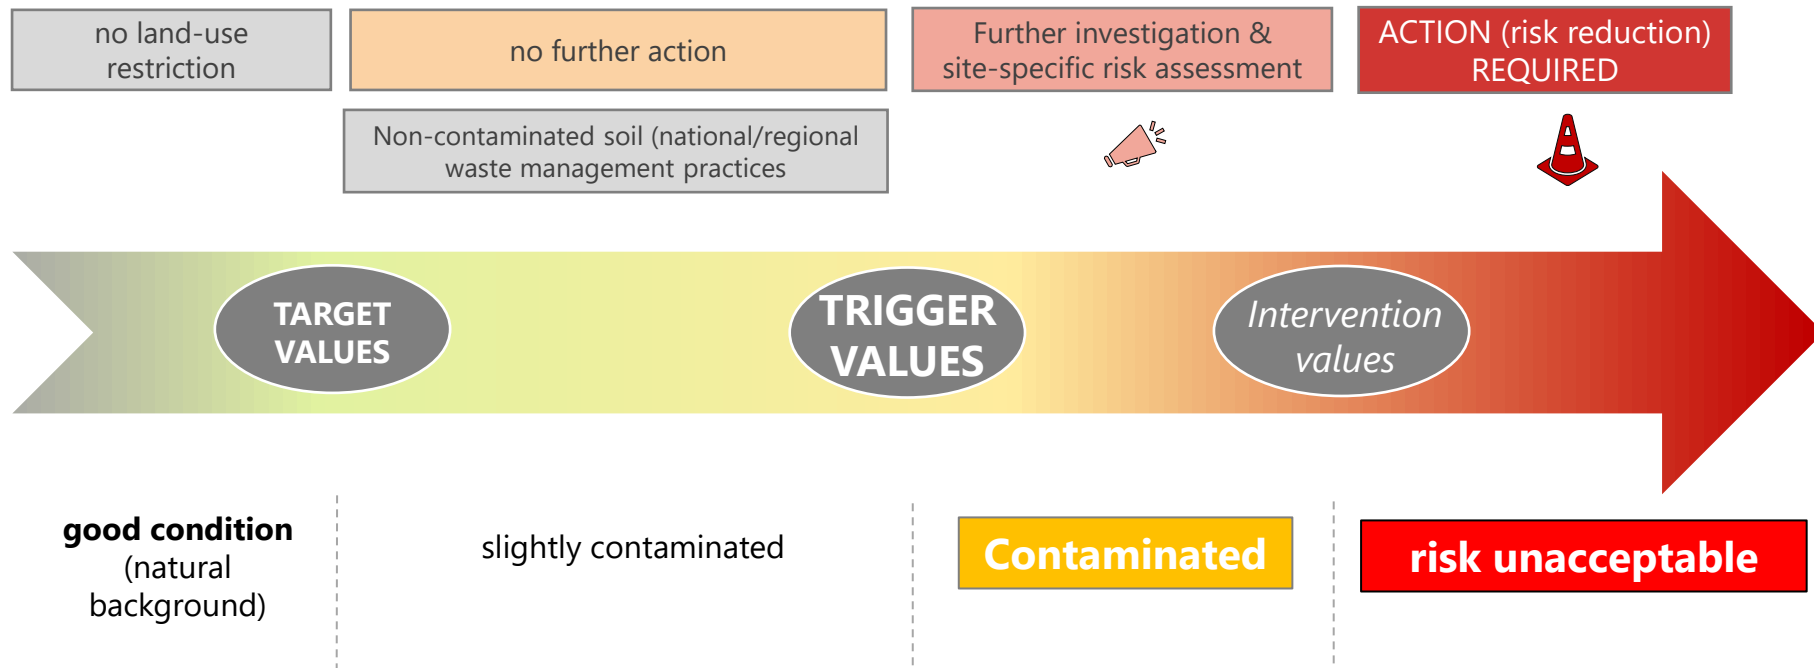 no land-use
restriction
no further action
Further investigation &
site-specific risk assessment
ACTION (risk reduction)
REQUIRED
Non-contaminated soil (national/regional
waste management practices
TARGET
VALUES
TRIGGER
VALUES
Intervention
values
good condition
(natural
background)
slightly contaminated
Contaminated
risk unacceptable